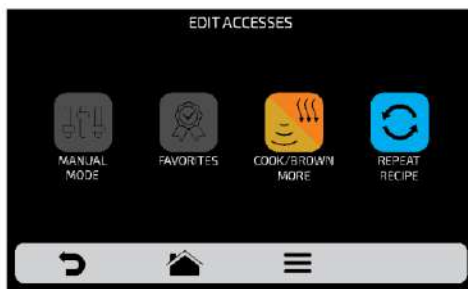 EDIT ACCESSES
MANUAL
MODE
FAVORITES
COOK/BROWN
MORE
REPEAT
RECIPE